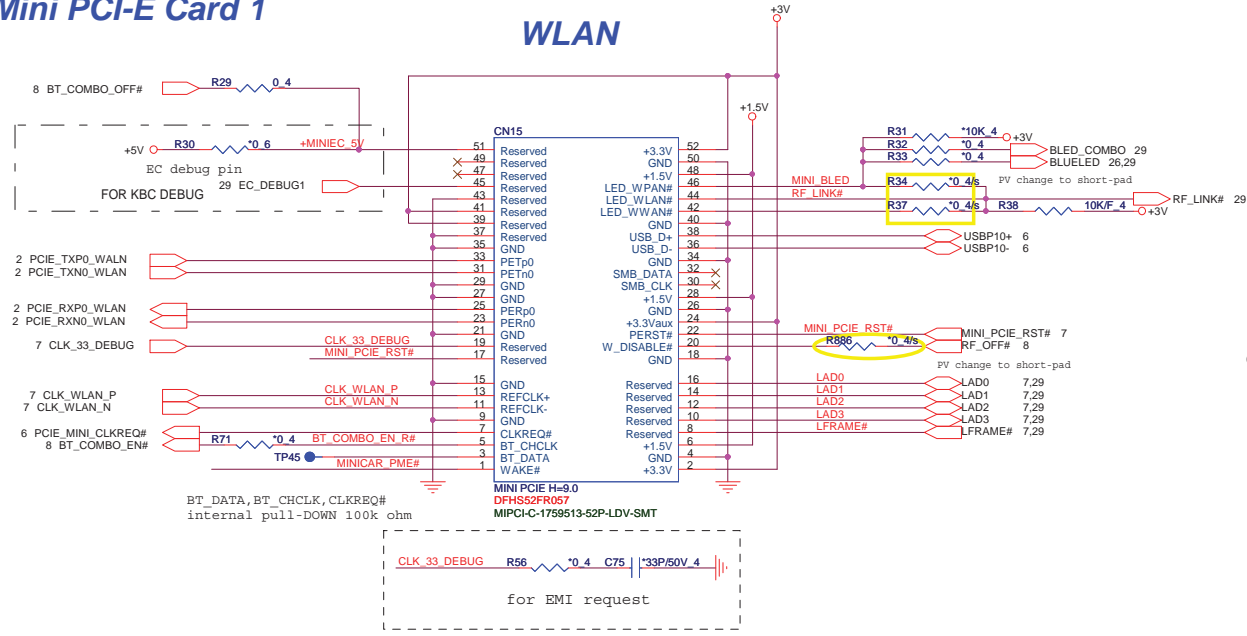 Mini PCI-E Card 1
WLAN
+3V
+1.5V
8 BT_COMBO_OFF# R29 0_4
+5V R30 *0_6 +MINIEC_5V
EC debug pin
FOR KBC DEBUG
29 EC_DEBUG1
2 PCIE_TXP0_WALN
2 PCIE_TXN0_WLAN
2 PCIE_RXP0_WLAN
2 PCIE_RXN0_WLAN
7 CLK_33_DEBUG CLK_33_DEBUG
MINI_PCIE_RST#
7 CLK_WLAN_P CLK_WLAN_P
7 CLK_WLAN_N CLK_WLAN_N
6 PCIE_MINI_CLKREQ#
8 BT_COMBO_EN# R71 *0_4 BT_COMBO_EN_R#
TP45
MINICAR_PME#
BT_DATA,BT_CHCLK,CLKREQ#
internal pull-DOWN 100k ohm
CN15
51 Reserved +3.3V 52
49 Reserved GND 50
47 Reserved +1.5V 48
45 Reserved LED_WPAN# 46
43 Reserved LED_WLAN# 44
41 Reserved LED_WWAN# 42
39 Reserved GND 40
37 Reserved USB_D+ 38
35 GND USB_D- 36
33 PETp0 GND 34
31 PETn0 SMB_DATA 32
29 GND SMB_CLK 30
27 GND +1.5V 28
25 PERp0 GND 26
23 PERn0 +3.3Vaux 24
21 GND PERST# 22
19 Reserved W_DISABLE# 20
17 Reserved GND 18
15 GND Reserved 16
13 REFCLK+ Reserved 14
11 REFCLK- Reserved 12
9 GND Reserved 10
7 CLKREQ# Reserved 8
5 BT_CHCLK +1.5V 6
3 BT_DATA GND 4
1 WAKE# +3.3V 2
MINI PCIE H=9.0
DFHS52FR057
MIPCI-C-1759513-52P-LDV-SMT
R31 *10K_4 +3V
R32 *0_4 BLED_COMBO 29
R33 *0_4 BLUELED 26,29
PV change to short-pad
MINI_BLED R34 *0_4/s
RF_LINK# RF_LINK# 29
R37 *0_4/s R38 10K/F_4 +3V
USBP10+ 6
USBP10- 6
MINI_PCIE_RST# MINI_PCIE_RST# 7
R886 *0_4/s RF_OFF# 8
PV change to short-pad
LAD0 LAD0 7,29
LAD1 LAD1 7,29
LAD2 LAD2 7,29
LAD3 LAD3 7,29
LFRAME# LFRAME# 7,29
CLK_33_DEBUG R56 *0_4 C75 *33P/50V_4
for EMI request